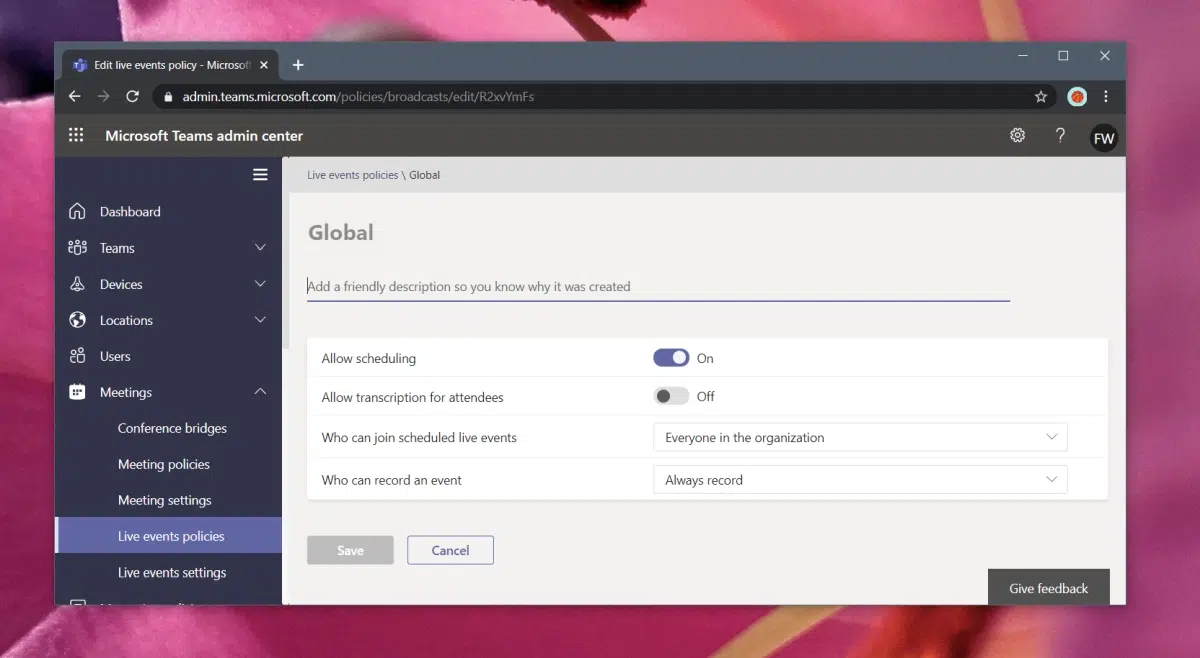 Edit live events policy - Microsoft
admin.teams.microsoft.com/policies/broadcasts/edit/R2xvYmFs
Microsoft Teams admin center
?
FW
Live events policies \ Global
Dashboard
Teams
Devices
Locations
Users
Meetings
Conference bridges
Meeting policies
Meeting settings
Live events policies
Live events settings
Global
Add a friendly description so you know why it was created
Allow scheduling On
Allow transcription for attendees Off
Who can join scheduled live events Everyone in the organization
Who can record an event Always record
Save Cancel
Give feedback